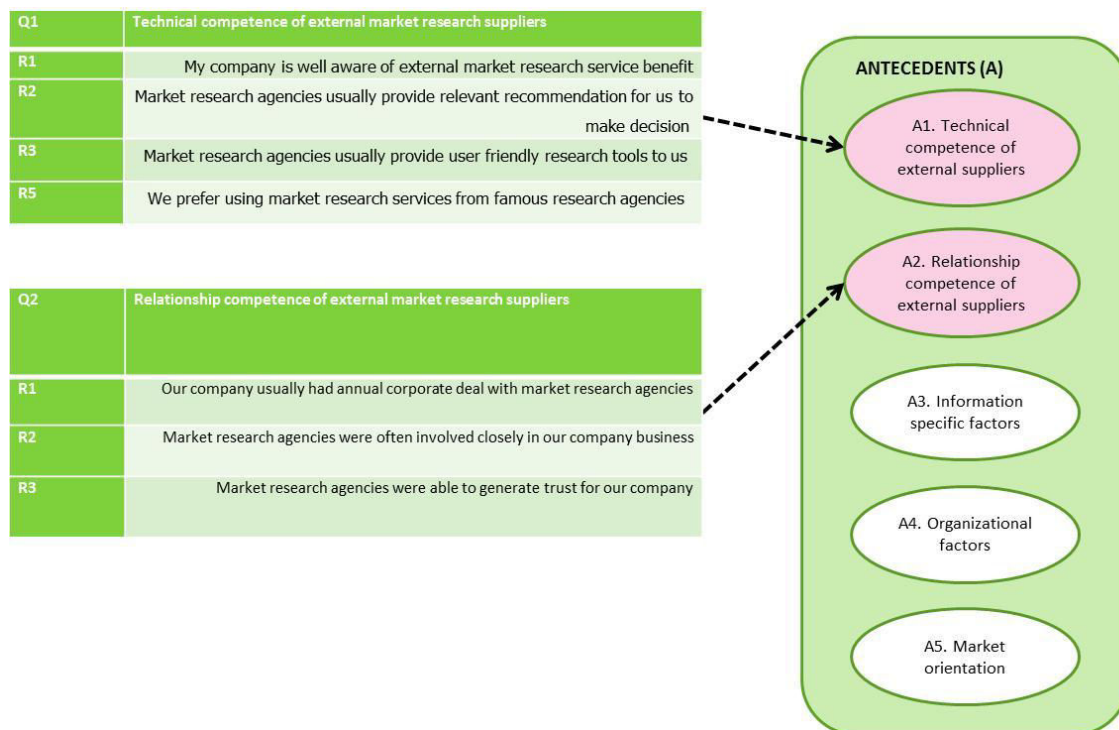 Q1 Technical competence of external market research suppliers
R1 My company is well aware of external market research service benefit
R2 Market research agencies usually provide relevant recommendation for us to
make decision
R3 Market research agencies usually provide user friendly research tools to us
R5 We prefer using market research services from famous research agencies
Q2 Relationship competence of external market research suppliers
R1 Our company usually had annual corporate deal with market research agencies
R2 Market research agencies were often involved closely in our company business
R3 Market research agencies were able to generate trust for our company
ANTECEDENTS (A)
A1. Technical
competence of
external suppliers
A2. Relationship
competence of
external suppliers
A3. Information
specific factors
A4. Organizational
factors
A5. Market
orientation